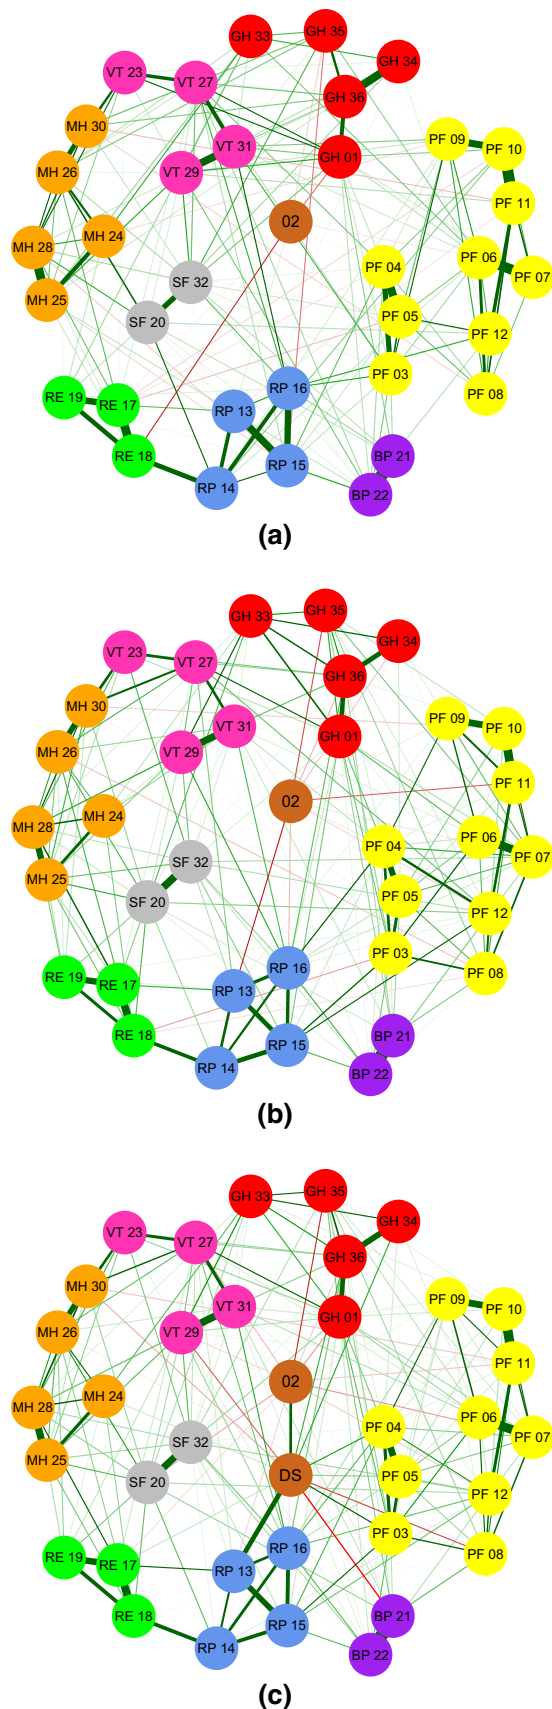 GH 33
GH 35
GH 34
VT 23
VT 27
GH 36
MH 30
VT 31
GH 01
PF 09
PF 10
MH 26
VT 29
PF 11
02
MH 28
MH 24
PF 04
PF 06
PF 07
MH 25
SF 32
SF 20
PF 05
PF 12
RE 19
RE 17
RP 13
RP 16
PF 03
PF 08
RE 18
RP 14
RP 15
BP 21
BP 22
(a)
GH 33
GH 35
GH 34
VT 23
VT 27
GH 36
MH 30
VT 31
GH 01
PF 09
PF 10
MH 26
VT 29
PF 11
02
MH 28
MH 24
PF 04
PF 06
PF 07
MH 25
SF 32
SF 20
PF 05
PF 12
RE 19
RE 17
RP 13
RP 16
PF 03
PF 08
RE 18
RP 14
RP 15
BP 21
BP 22
(b)
GH 33
GH 35
GH 34
VT 23
VT 27
GH 36
MH 30
VT 31
GH 01
PF 09
PF 10
MH 26
VT 29
PF 11
02
MH 28
MH 24
PF 04
PF 06
PF 07
MH 25
SF 32
SF 20
DS
PF 05
PF 12
RE 19
RE 17
RP 13
RP 16
PF 03
PF 08
RE 18
RP 14
RP 15
BP 21
BP 22
(c)